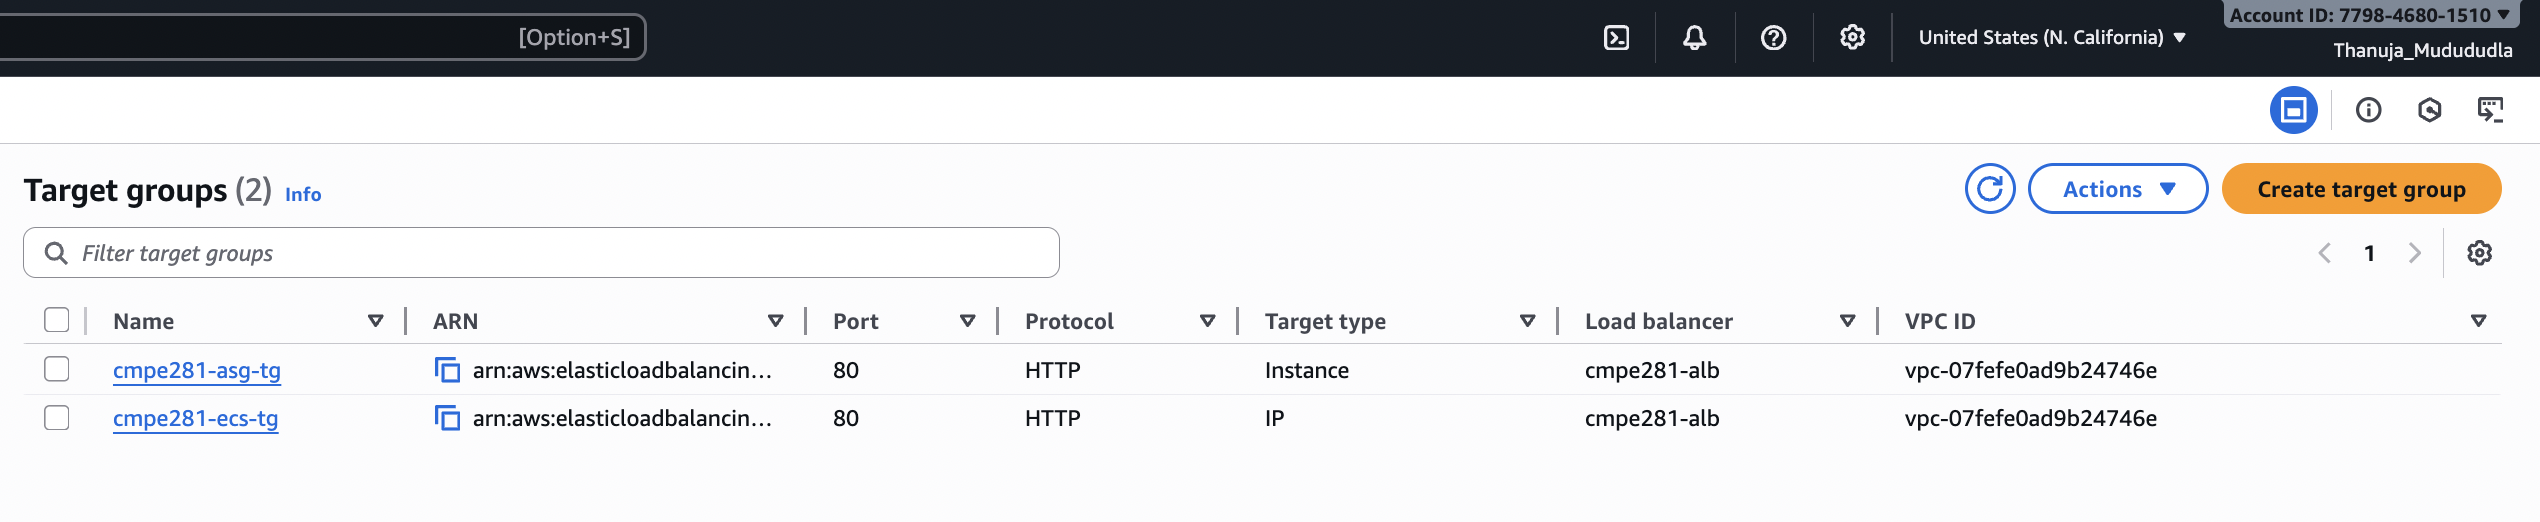 [Option+S]
United States (N. California)
Account ID: 7798-4680-1510
Thanuja_Mudududla
Target groups (2) Info
Actions
Create target group
Filter target groups
1
Name ARN Port Protocol Target type Load balancer VPC ID
cmpe281-asg-tg arn:aws:elasticloadbalancin... 80 HTTP Instance cmpe281-alb vpc-07fefe0ad9b24746e
cmpe281-ecs-tg arn:aws:elasticloadbalancin... 80 HTTP IP cmpe281-alb vpc-07fefe0ad9b24746e